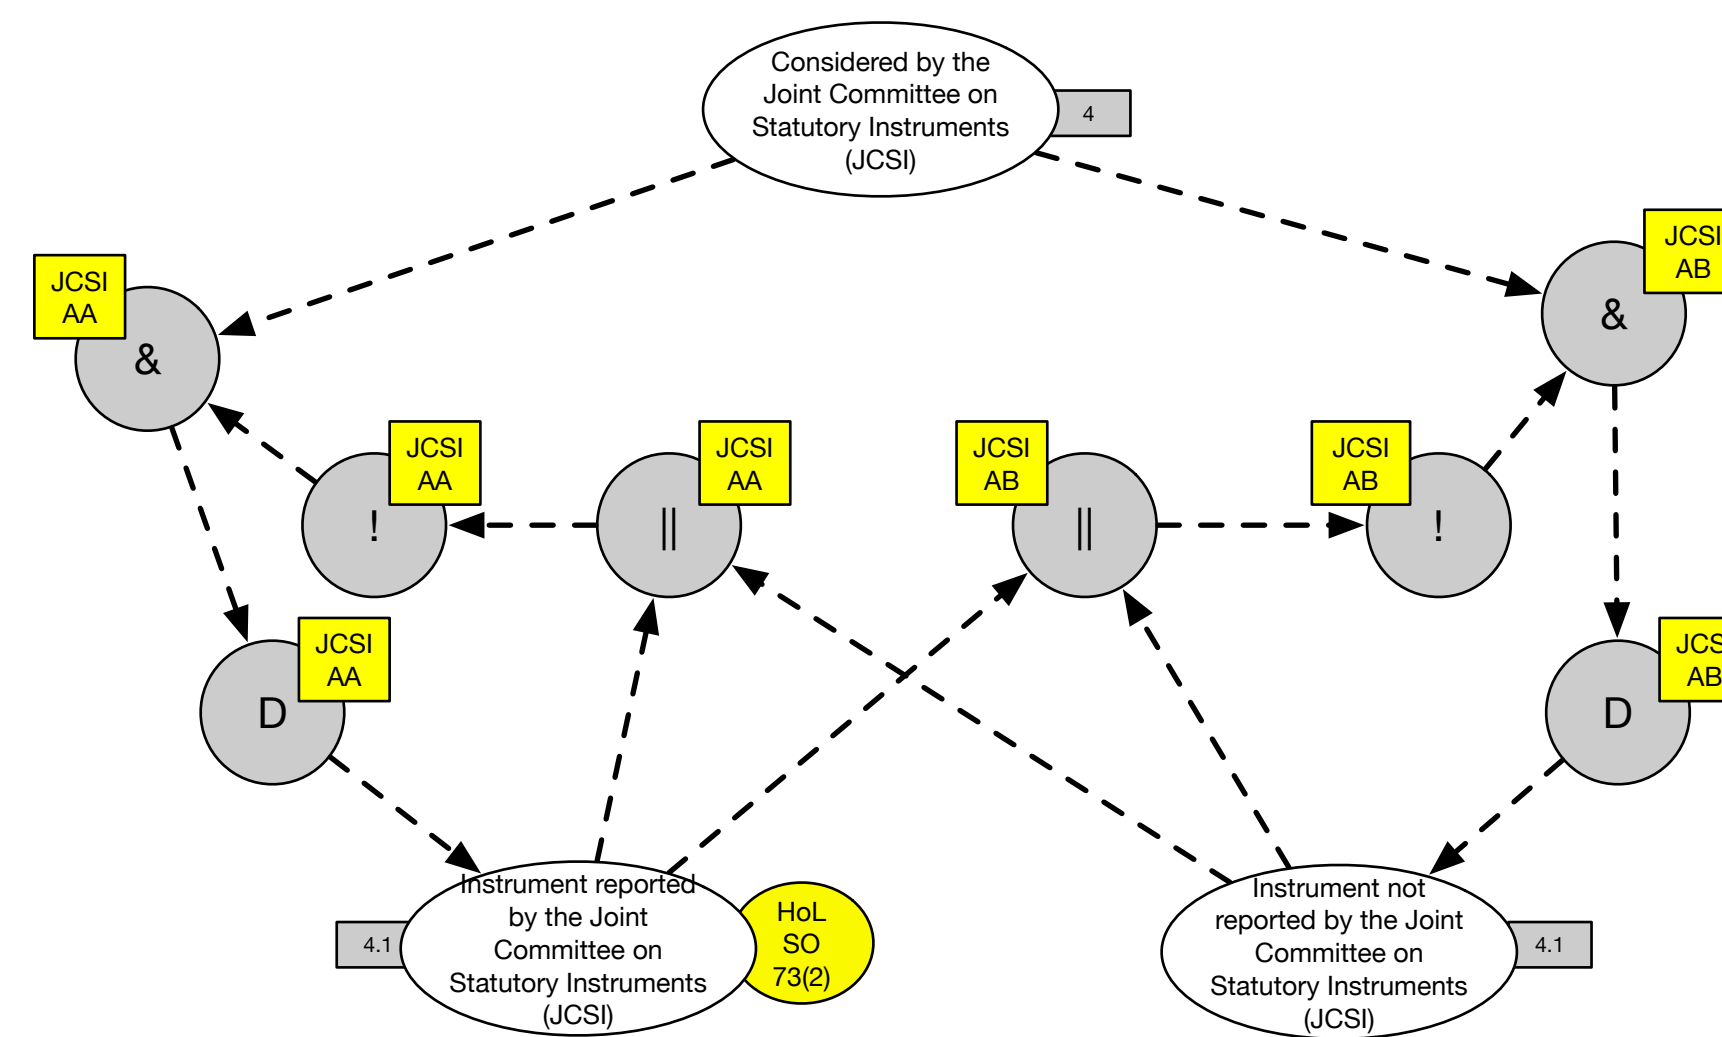 Considered by the
Joint Committee on
Statutory Instruments
(JCSI)
4
JCSI
AB
&
JCSI
AA
&
JCSI
AA
!
JCSI
AA
||
JCSI
AB
||
JCSI
AB
!
JCSI
AA
D
JCS
AB
D
Instrument reported
by the Joint
Committee on
Statutory Instruments
(JCSI)
4.1
HoL
SO
73(2)
Instrument not
reported by the Joint
Committee on
Statutory Instruments
(JCSI)
4.1